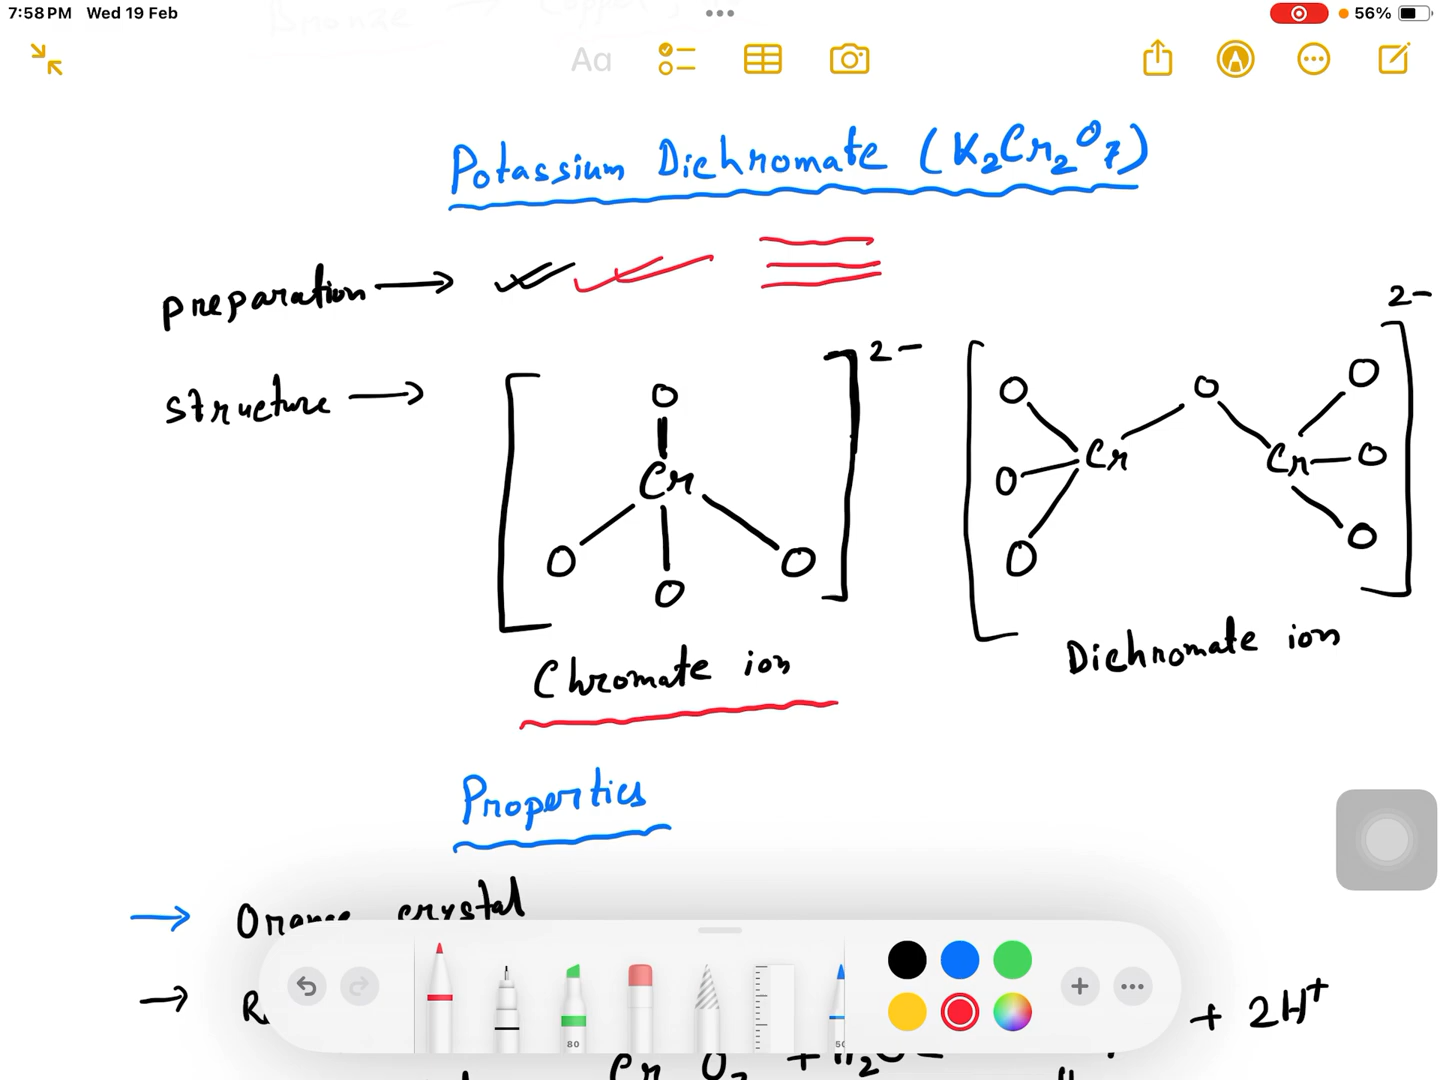 7:58 PM Wed 19 Feb
56%
Aa
Potassium Dichromate (K₂Cr₂O₇)
preparation →
structure →
2-
2-
O
O O
O Cr O Cr O
Cr
O O O
O O
O
Chromate ion
Dichromate ion
Properties
→ Orange crystal
→
+ 2H⁺
80